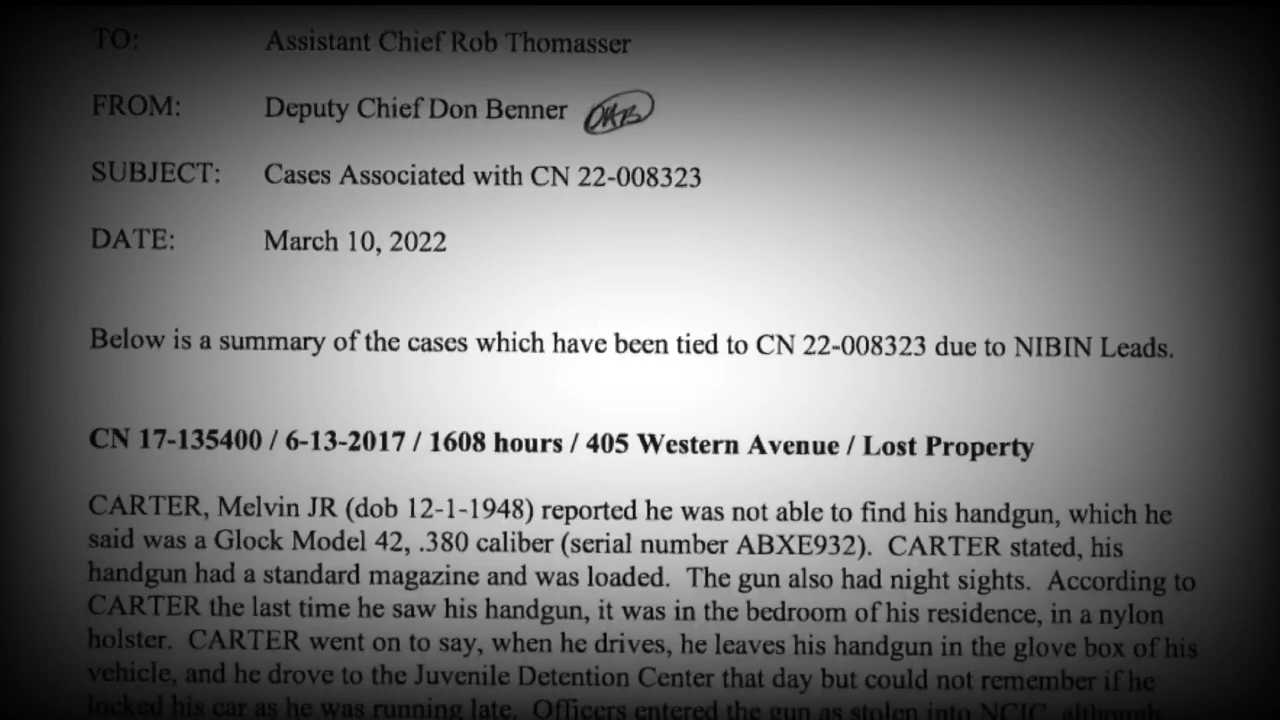 TO: Assistant Chief Rob Thomasser
FROM: Deputy Chief Don Benner
SUBJECT: Cases Associated with CN 22-008323
DATE: March 10, 2022
Below is a summary of the cases which have been tied to CN 22-008323 due to NIBIN Leads.
CN 17-135400 / 6-13-2017 / 1608 hours / 405 Western Avenue / Lost Property
CARTER, Melvin JR (dob 12-1-1948) reported he was not able to find his handgun, which he
said was a Glock Model 42, .380 caliber (serial number ABXE932). CARTER stated, his
handgun had a standard magazine and was loaded. The gun also had night sights. According to
CARTER the last time he saw his handgun, it was in the bedroom of his residence, in a nylon
holster. CARTER went on to say, when he drives, he leaves his handgun in the glove box of his
vehicle, and he drove to the Juvenile Detention Center that day but could not remember if he
locked his car as he was running late. Officers entered the gun as stolen into NCIC, although